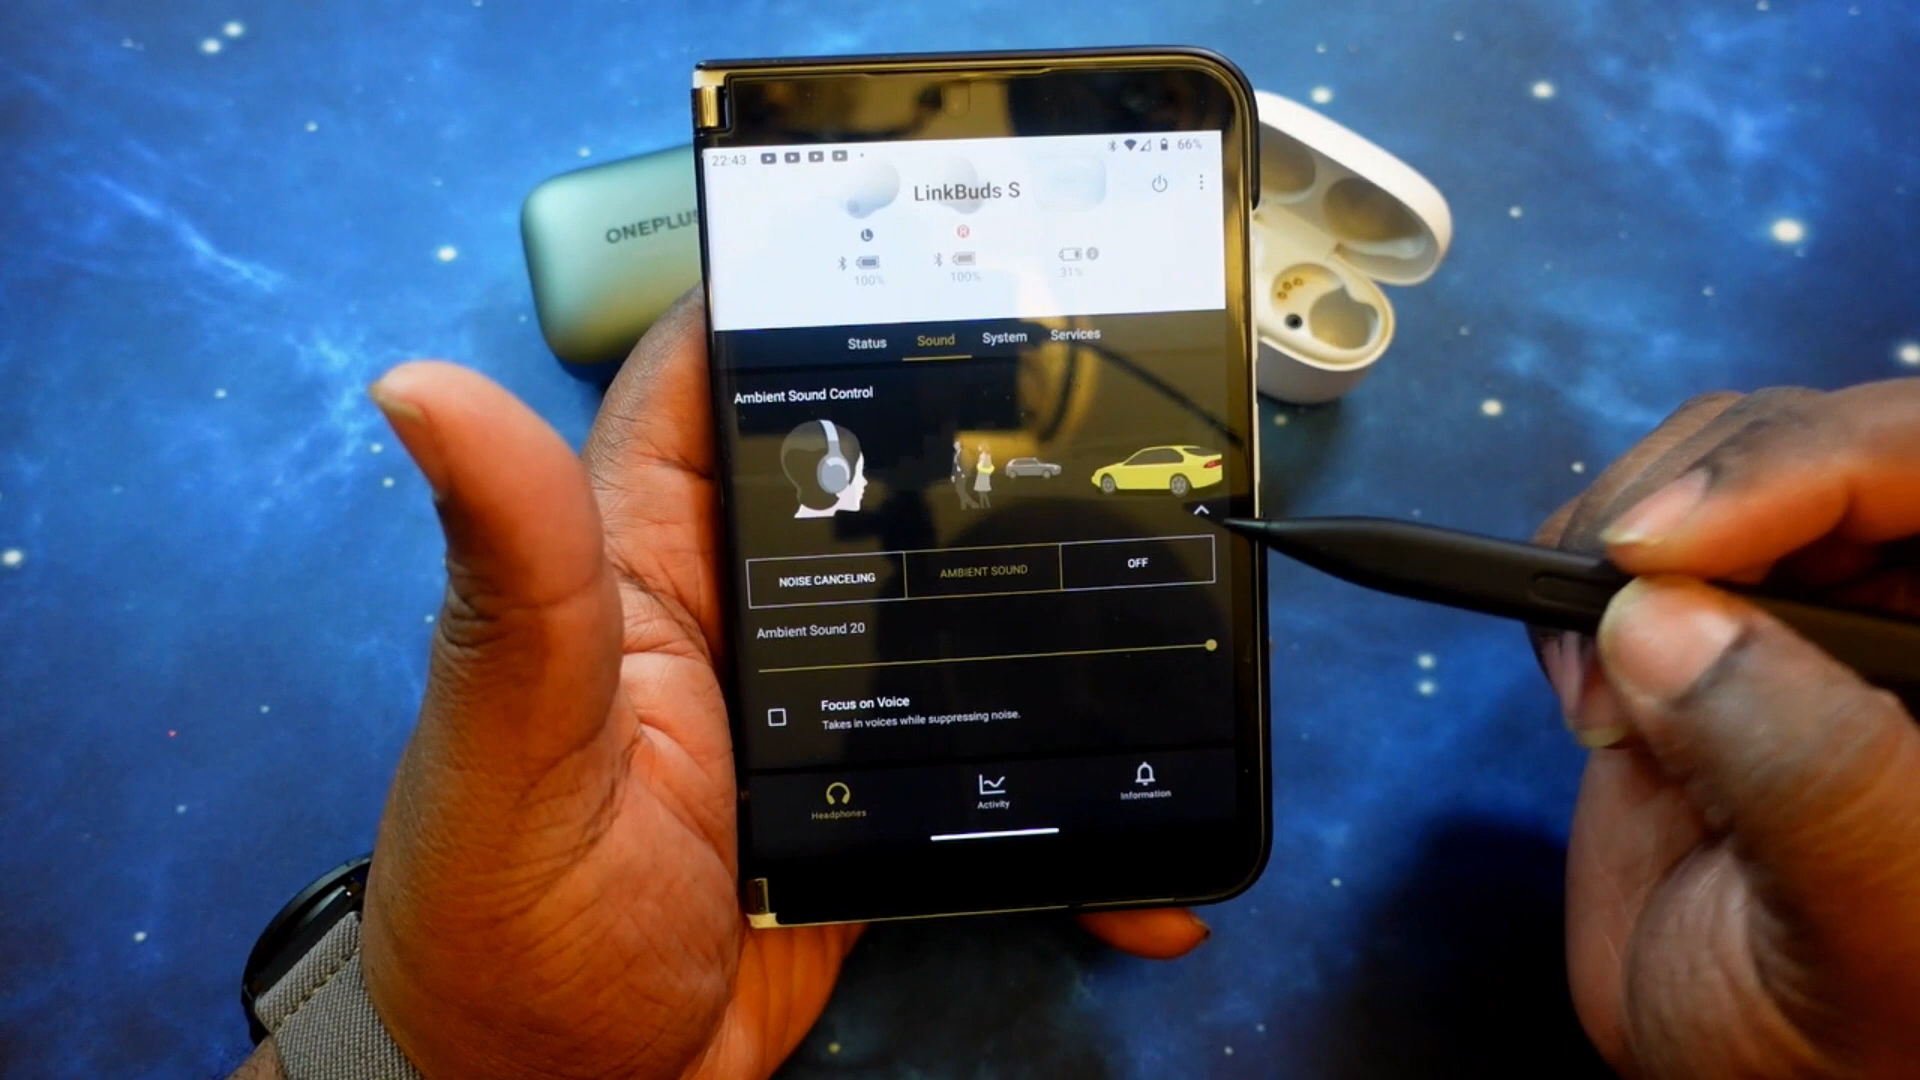 22:43
66%
LinkBuds S
L
R
100%
100%
31%
ONEPLUS
Status
Sound
System
Services
Ambient Sound Control
NOISE CANCELING
AMBIENT SOUND
OFF
Ambient Sound 20
Focus on Voice
Takes in voices while suppressing noise.
Headphones
Activity
Information